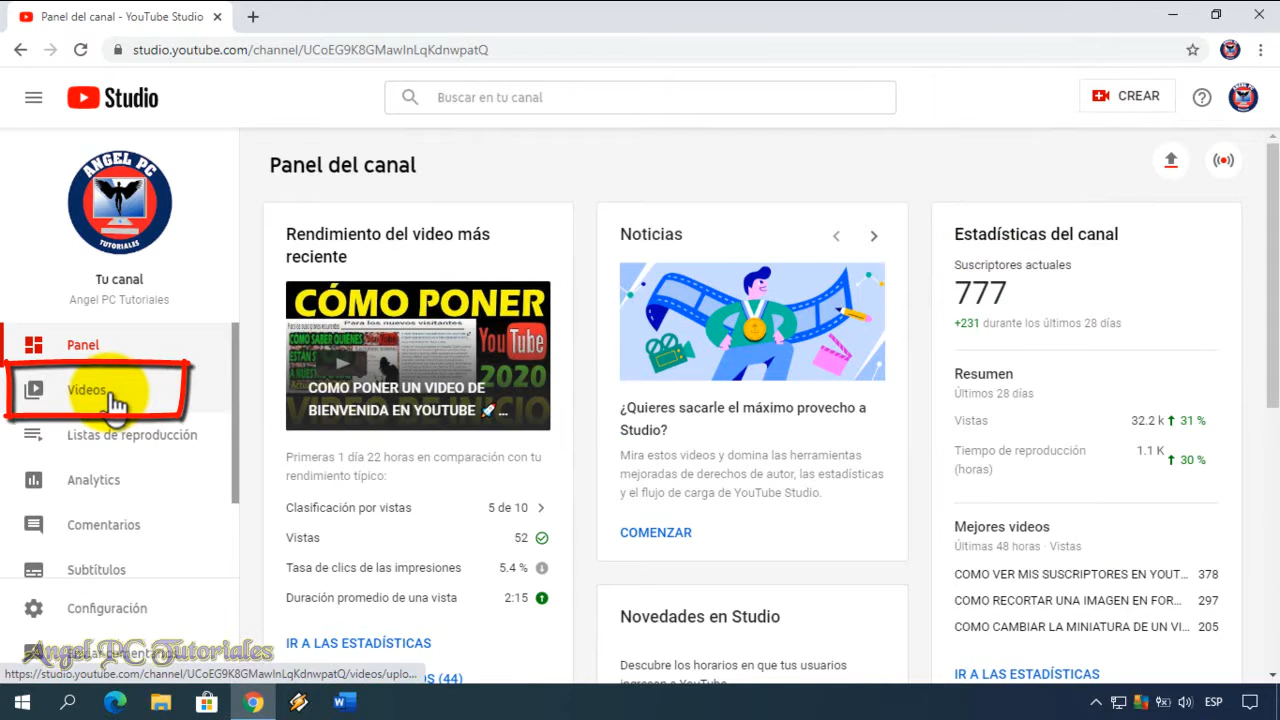 Panel del canal - YouTube Studio
studio.youtube.com/channel/UCoEG9K8GMawInLqKdnwpatQ
Studio
Buscar en tu canal
CREAR
ANGEL PC
TUTORIALES
Tu canal
Angel PC Tutoriales
Panel
Videos
Listas de reproducción
Analytics
Comentarios
Subtítulos
Configuración
Angel PC Tutoriales
https://studio.youtube.com/channel/UCoEG9K8GMawInLqKdnwpatQ/videos/uplo...
Panel del canal
Rendimiento del video más
reciente
CÓMO PONER
Para los nuevos visitantes
YouTube
2020
COMO PONER UN VIDEO DE
BIENVENIDA EN YOUTUBE 🚀...
Primeras 1 día 22 horas en comparación con tu
rendimiento típico:
Clasificación por vistas 5 de 10
Vistas 52
Tasa de clics de las impresiones 5.4 %
Duración promedio de una vista 2:15
IR A LAS ESTADÍSTICAS
(44)
Noticias
¿Quieres sacarle el máximo provecho a
Studio?
Mira estos videos y domina las herramientas
mejoradas de derechos de autor, las estadísticas
y el flujo de carga de YouTube Studio.
COMENZAR
Novedades en Studio
Descubre los horarios en que tus usuarios
Estadísticas del canal
Suscriptores actuales
777
+231 durante los últimos 28 días
Resumen
Últimos 28 días
Vistas 32.2 k 31 %
Tiempo de reproducción
(horas) 1.1 K 30 %
Mejores videos
Últimas 48 horas · Vistas
COMO VER MIS SUSCRIPTORES EN YOUT... 378
COMO RECORTAR UNA IMAGEN EN FOR... 297
COMO CAMBIAR LA MINIATURA DE UN VI... 205
IR A LAS ESTADÍSTICAS
ESP